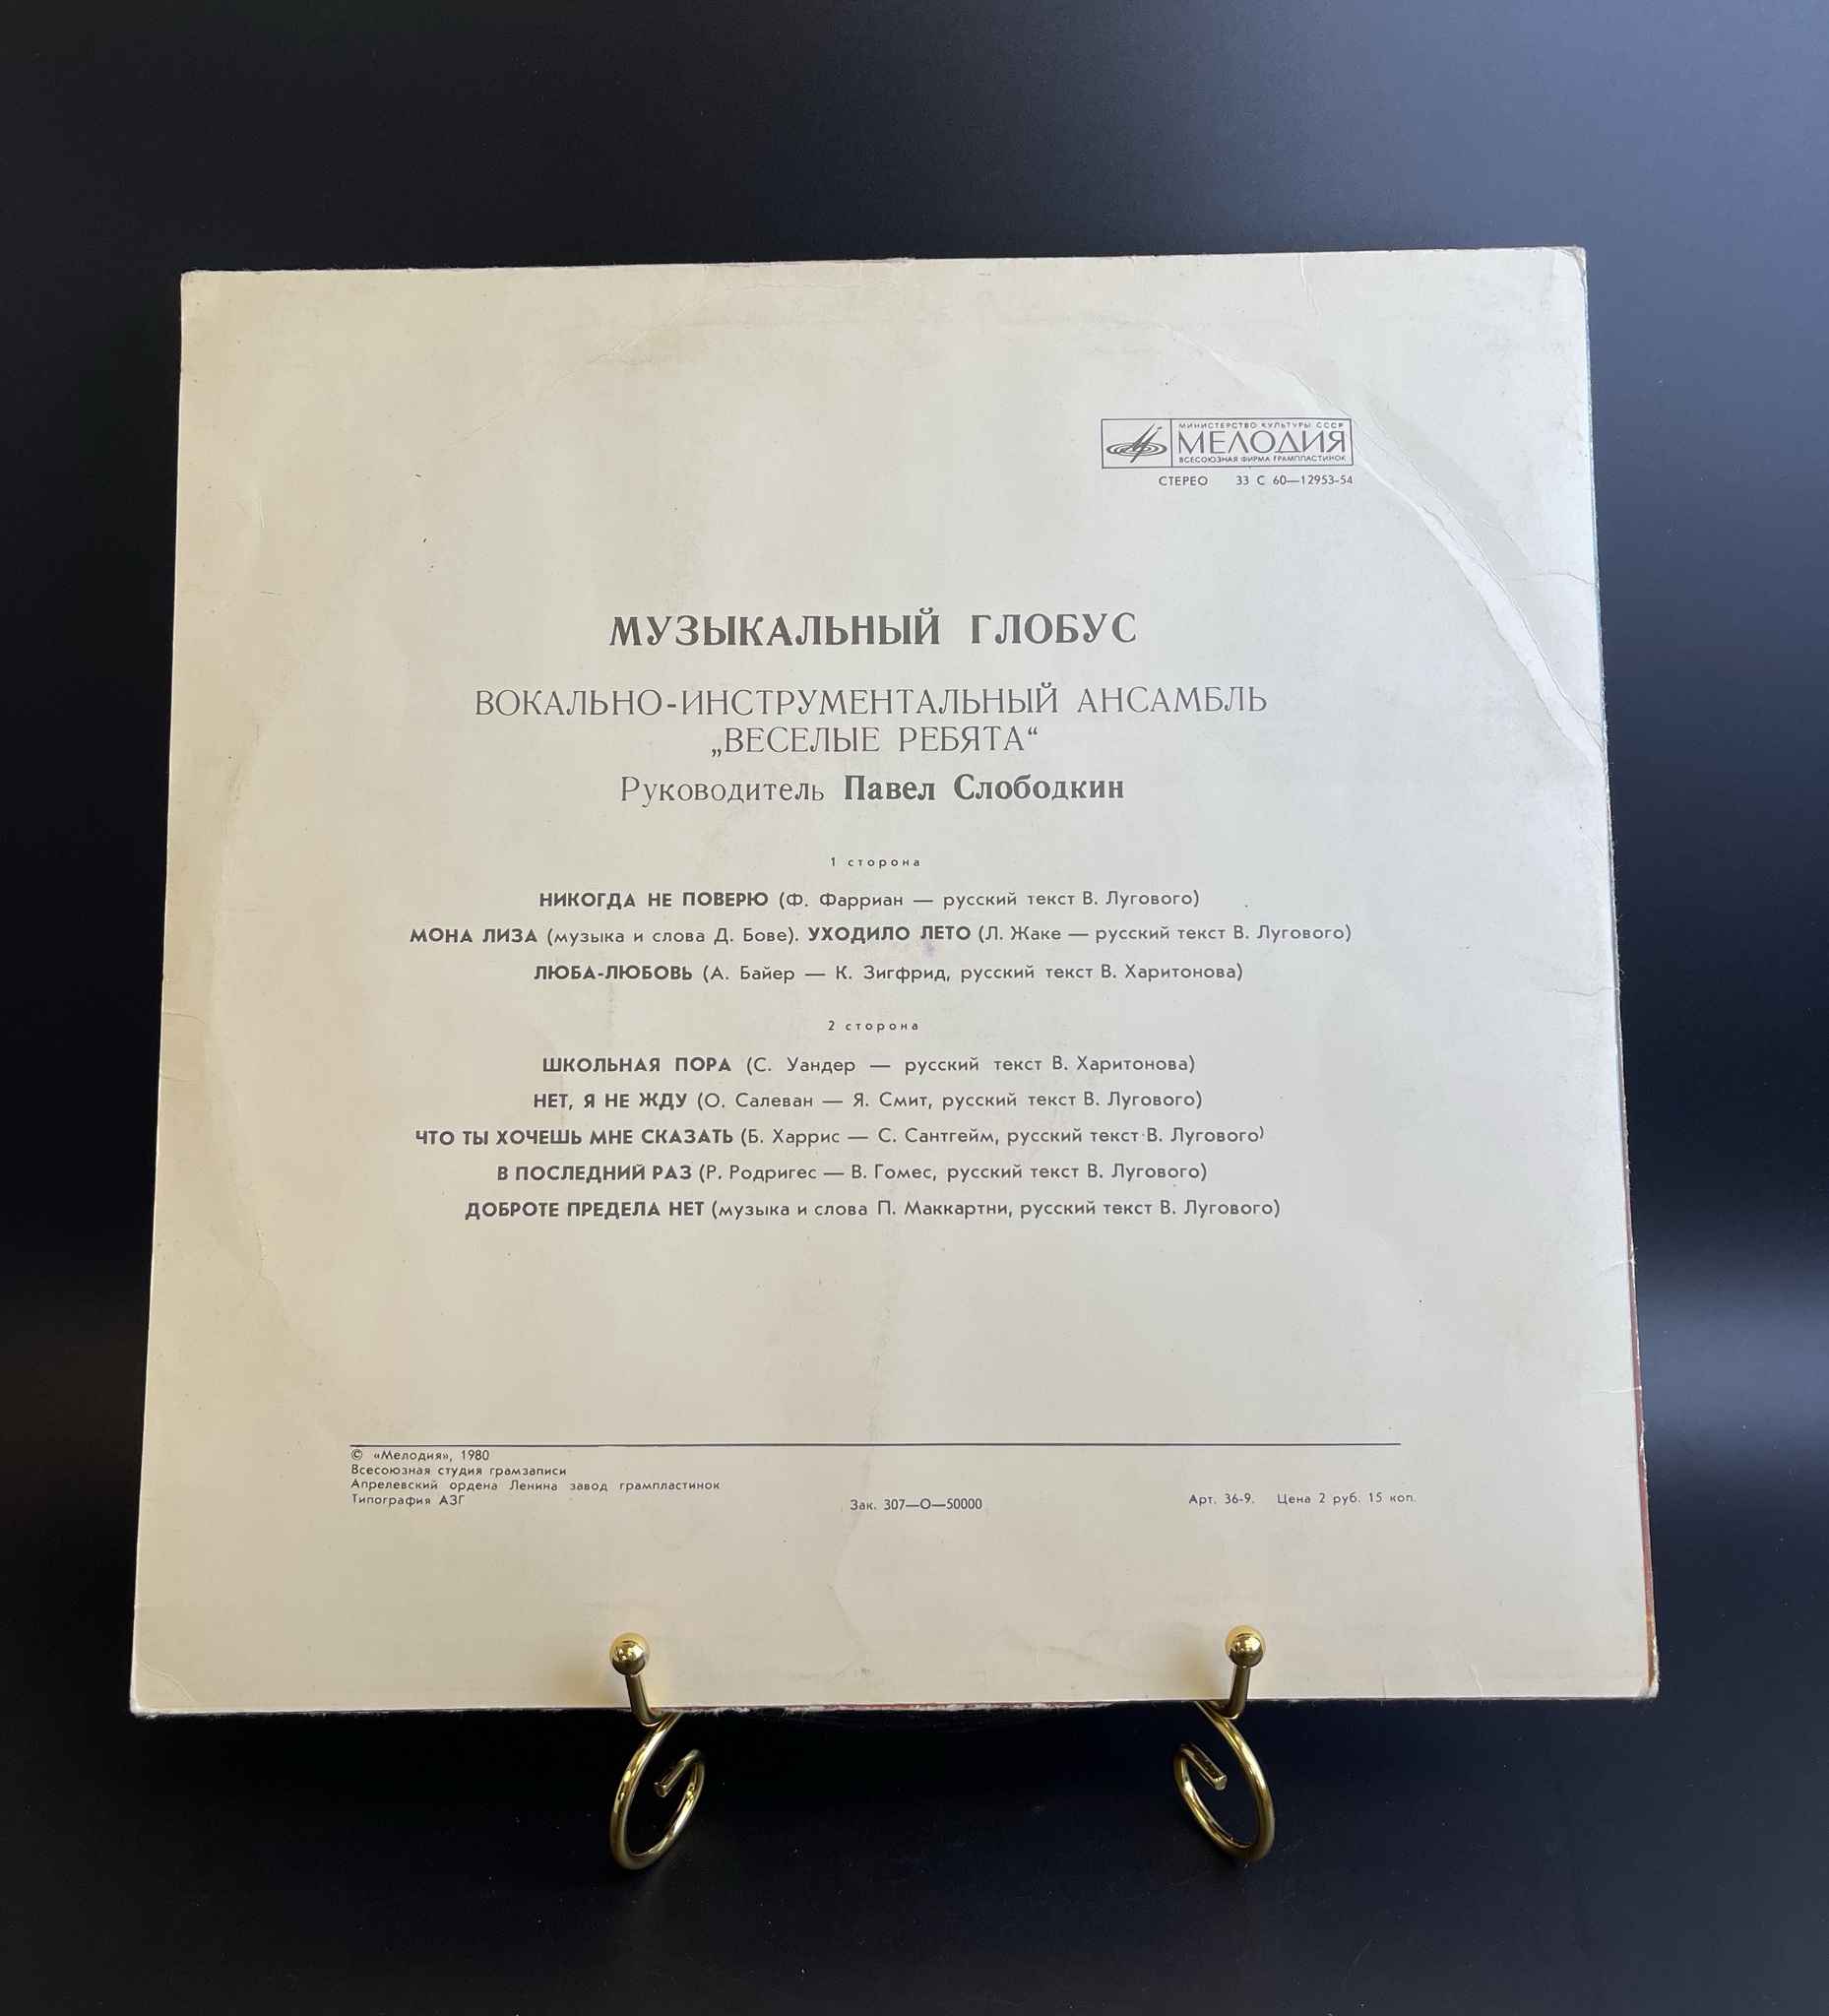 МИНИСТЕРСТВО КУЛЬТУРЫ СССР
МЕЛОДИЯ
ВСЕСОЮЗНАЯ ФИРМА ГРАМПЛАСТИНОК
СТЕРЕО 33 С 60—12953-54
МУЗЫКАЛЬНЫЙ ГЛОБУС
ВОКАЛЬНО-ИНСТРУМЕНТАЛЬНЫЙ АНСАМБЛЬ
„ВЕСЕЛЫЕ РЕБЯТА“
Руководитель Павел Слободкин
1 сторона
НИКОГДА НЕ ПОВЕРЮ (Ф. Фарриан — русский текст В. Лугового)
МОНА ЛИЗА (музыка и слова Д. Бове). УХОДИЛО ЛЕТО (Л. Жаке — русский текст В. Лугового)
ЛЮБА-ЛЮБОВЬ (А. Байер — К. Зигфрид, русский текст В. Харитонова)
2 сторона
ШКОЛЬНАЯ ПОРА (С. Уандер — русский текст В. Харитонова)
НЕТ, Я НЕ ЖДУ (О. Салеван — Я. Смит, русский текст В. Лугового)
ЧТО ТЫ ХОЧЕШЬ МНЕ СКАЗАТЬ (Б. Харрис — С. Сантгейм, русский текст В. Лугового)
В ПОСЛЕДНИЙ РАЗ (Р. Родригес — В. Гомес, русский текст В. Лугового)
ДОБРОТЕ ПРЕДЕЛА НЕТ (музыка и слова П. Маккартни, русский текст В. Лугового)
© «Мелодия», 1980
Всесоюзная студия грамзаписи
Апрелевский ордена Ленина завод грампластинок
Типография АЗГ
Зак. 307—О—50000
Арт. 36-9. Цена 2 руб. 15 коп.